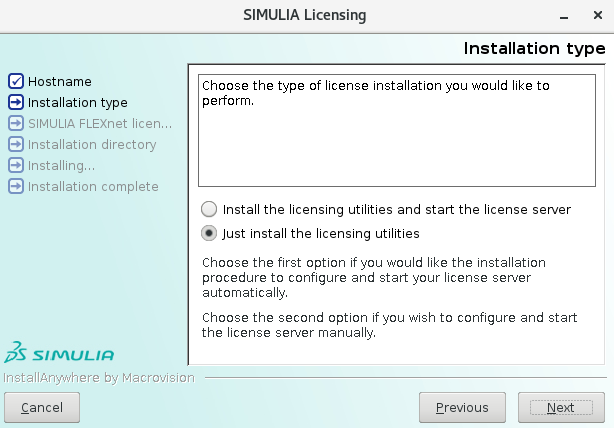 SIMULIA Licensing
Installation type
Hostname
Installation type
SIMULIA FLEXnet licen...
Installation directory
Installing...
Installation complete
Choose the type of license installation you would like to
perform.
Install the licensing utilities and start the license server
Just install the licensing utilities
Choose the first option if you would like the installation
procedure to configure and start your license server
automatically.
Choose the second option if you wish to configure and start
the license server manually.
SIMULIA
InstallAnywhere by Macrovision
Cancel
Previous
Next